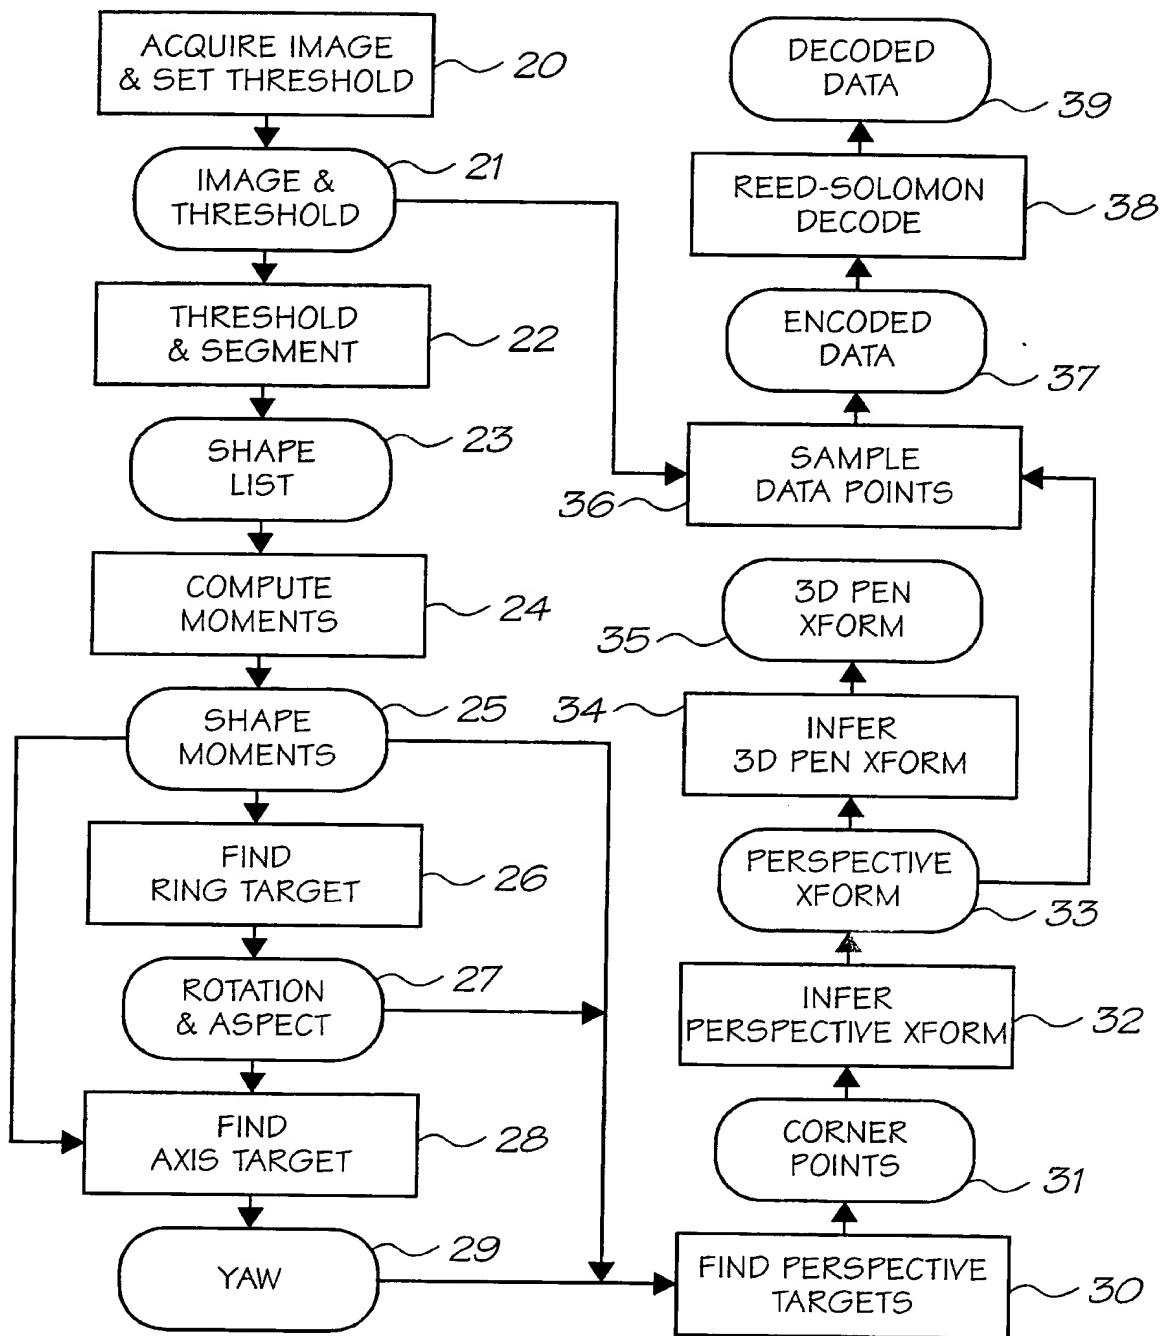 ACQUIRE IMAGE
& SET THRESHOLD
20
IMAGE &
THRESHOLD
21
THRESHOLD
& SEGMENT
22
SHAPE
LIST
23
COMPUTE
MOMENTS
24
SHAPE
MOMENTS
25
FIND
RING TARGET
26
ROTATION
& ASPECT
27
FIND
AXIS TARGET
28
YAW
29
DECODED
DATA
39
REED-SOLOMON
DECODE
38
ENCODED
DATA
37
SAMPLE
DATA POINTS
36
3D PEN
XFORM
35
34
INFER
3D PEN XFORM
PERSPECTIVE
XFORM
33
INFER
PERSPECTIVE XFORM
32
CORNER
POINTS
31
FIND PERSPECTIVE
TARGETS
30